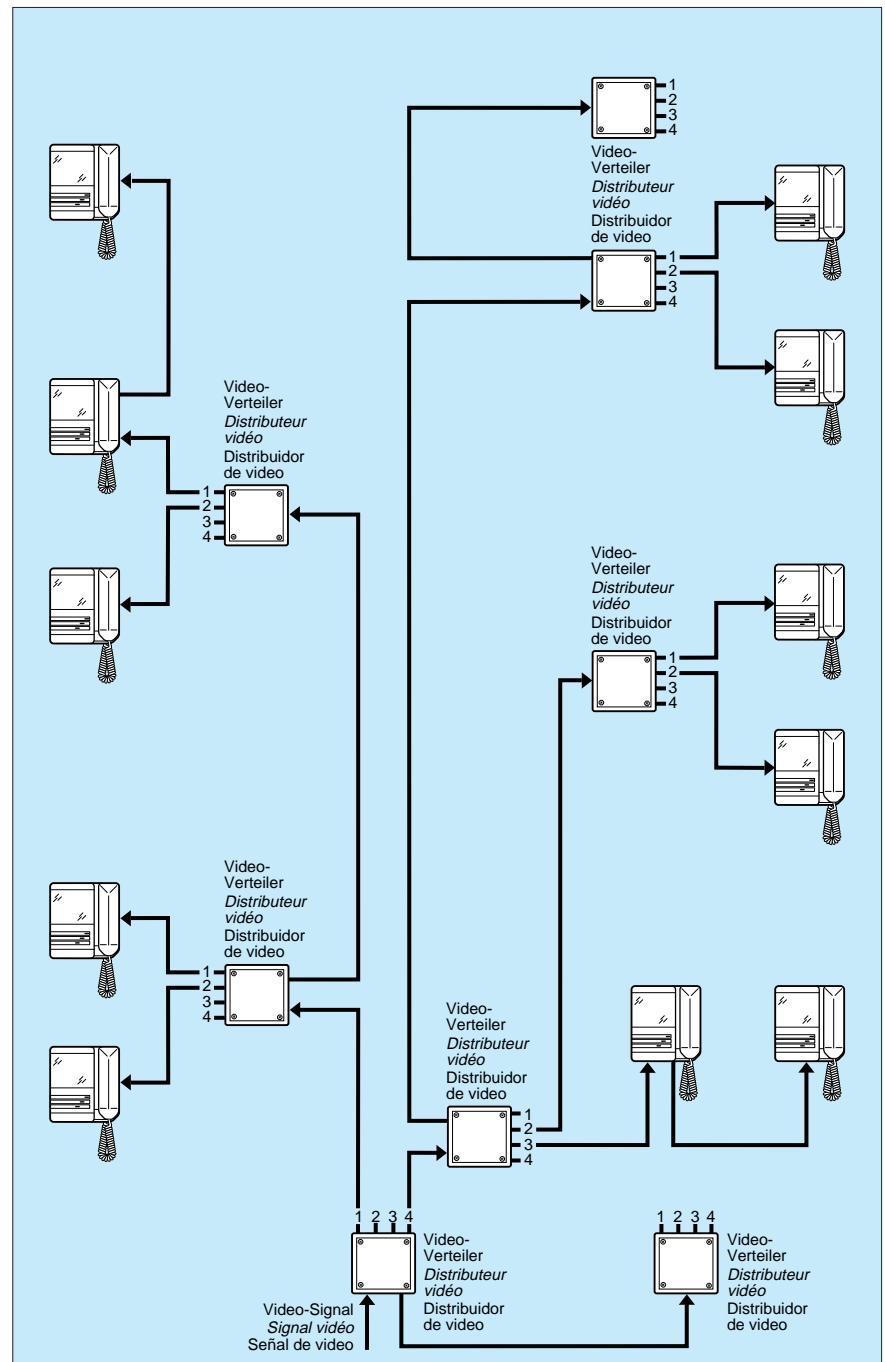 1
2
3
4
Video-
Verteiler
Distributeur
vidéo
Distribuidor
de video
1
2
3
4
Video-
Verteiler
Distributeur
vidéo
Distribuidor
de video
1
2
3
4
Video-
Verteiler
Distributeur
vidéo
Distribuidor
de video
1
2
3
4
Video-
Verteiler
Distributeur
vidéo
Distribuidor
de video
1
2
3
4
Video-
Verteiler
Distributeur
vidéo
Distribuidor
de video
1
2
3
4
1 2 3 4
Video-
Verteiler
Distributeur
vidéo
Distribuidor
de video
Video-Signal
Signal vidéo
Señal de video
1 2 3 4
Video-
Verteiler
Distributeur
vidéo
Distribuidor
de video